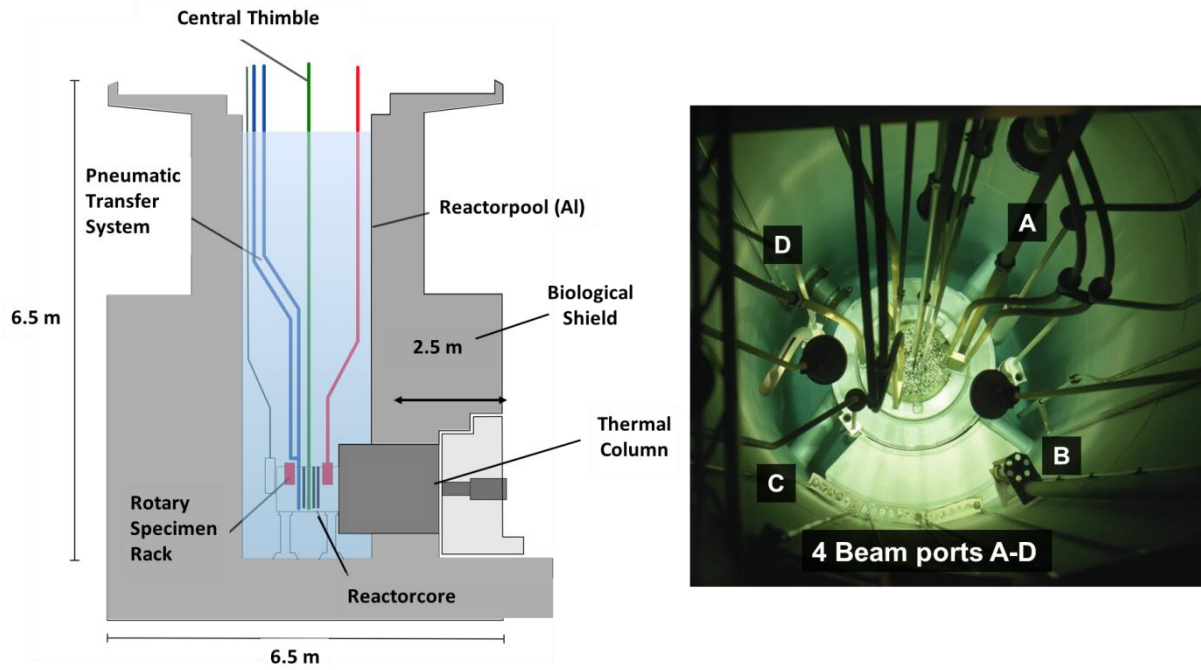 Central Thimble
Pneumatic
Transfer
System
Reactorpool (Al)
6.5 m
Biological
Shield
2.5 m
Thermal
Column
Rotary
Specimen
Rack
Reactorcore
6.5 m
A
D
B
C
4 Beam ports A-D